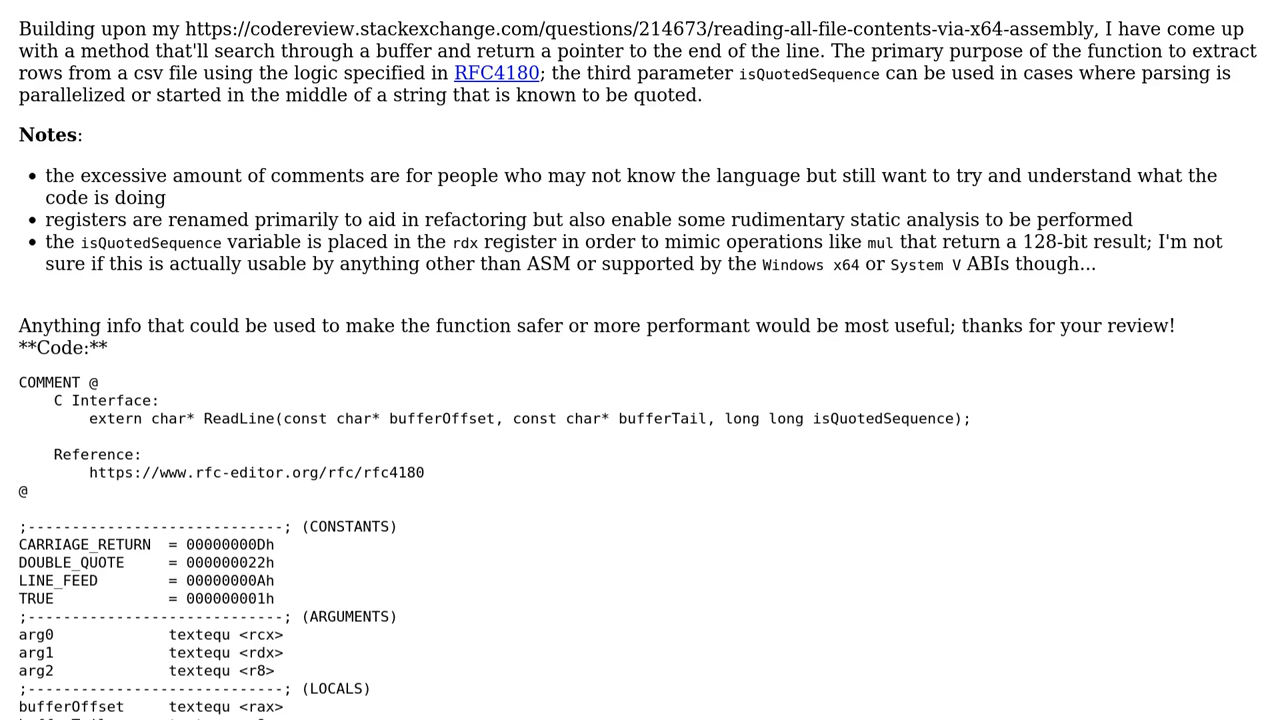 Building upon my https://codereview.stackexchange.com/questions/214673/reading-all-file-contents-via-x64-assembly, I have come up
with a method that'll search through a buffer and return a pointer to the end of the line. The primary purpose of the function to extract
rows from a csv file using the logic specified in RFC4180; the third parameter isQuotedSequence can be used in cases where parsing is
parallelized or started in the middle of a string that is known to be quoted.
Notes:
• the excessive amount of comments are for people who may not know the language but still want to try and understand what the
code is doing
• registers are renamed primarily to aid in refactoring but also enable some rudimentary static analysis to be performed
• the isQuotedSequence variable is placed in the rdx register in order to mimic operations like mul that return a 128-bit result; I'm not
sure if this is actually usable by anything other than ASM or supported by the Windows x64 or System V ABIs though...
Anything info that could be used to make the function safer or more performant would be most useful; thanks for your review!
**Code:**
COMMENT @
    C Interface:
        extern char* ReadLine(const char* bufferOffset, const char* bufferTail, long long isQuotedSequence);
    Reference:
        https://www.rfc-editor.org/rfc/rfc4180
@
;-----------------------------; (CONSTANTS)
CARRIAGE_RETURN  = 00000000Dh
DOUBLE_QUOTE     = 000000022h
LINE_FEED        = 00000000Ah
TRUE             = 000000001h
;-----------------------------; (ARGUMENTS)
arg0             textequ <rcx>
arg1             textequ <rdx>
arg2             textequ <r8>
;-----------------------------; (LOCALS)
bufferOffset     textequ <rax>